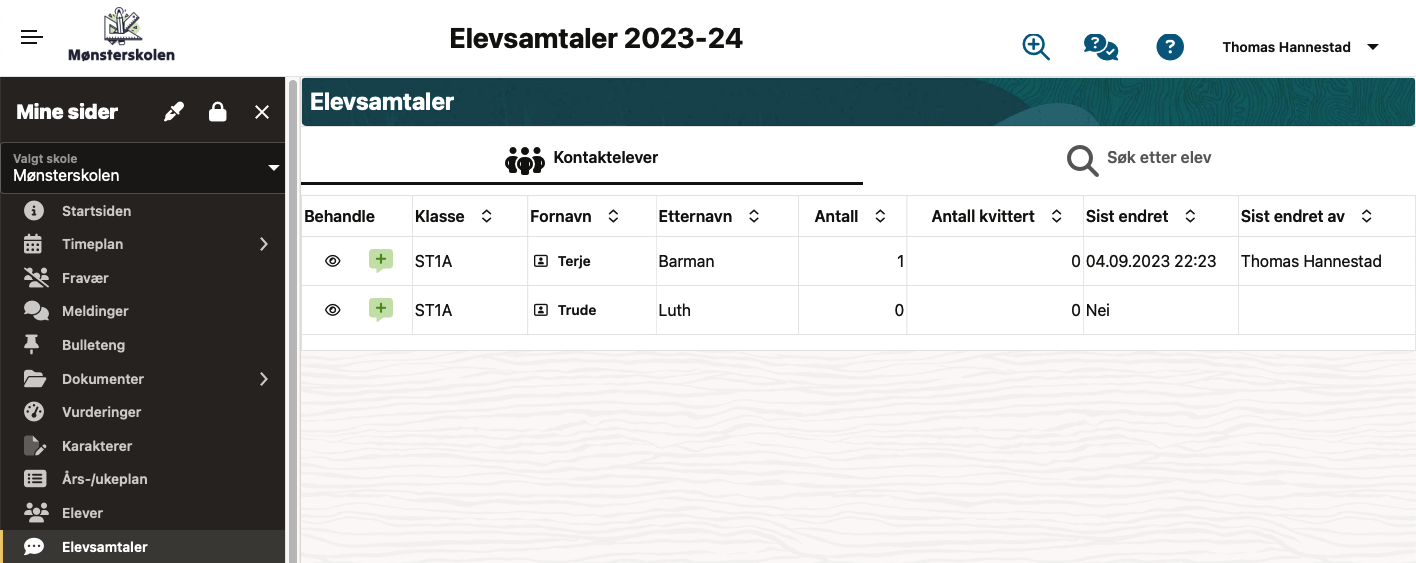 Mønsterskolen
Elevsamtaler 2023-24
Thomas Hannestad
Mine sider
Valgt skole
Mønsterskolen
Startsiden
Timeplan
Fravær
Meldinger
Bulleteng
Dokumenter
Vurderinger
Karakterer
Års-/ukeplan
Elever
Elevsamtaler
Elevsamtaler
Kontaktelever
Søk etter elev
Behandle Klasse Fornavn Etternavn Antall Antall kvittert Sist endret Sist endret av
ST1A Terje Barman 1 0 04.09.2023 22:23 Thomas Hannestad
ST1A Trude Luth 0 0 Nei